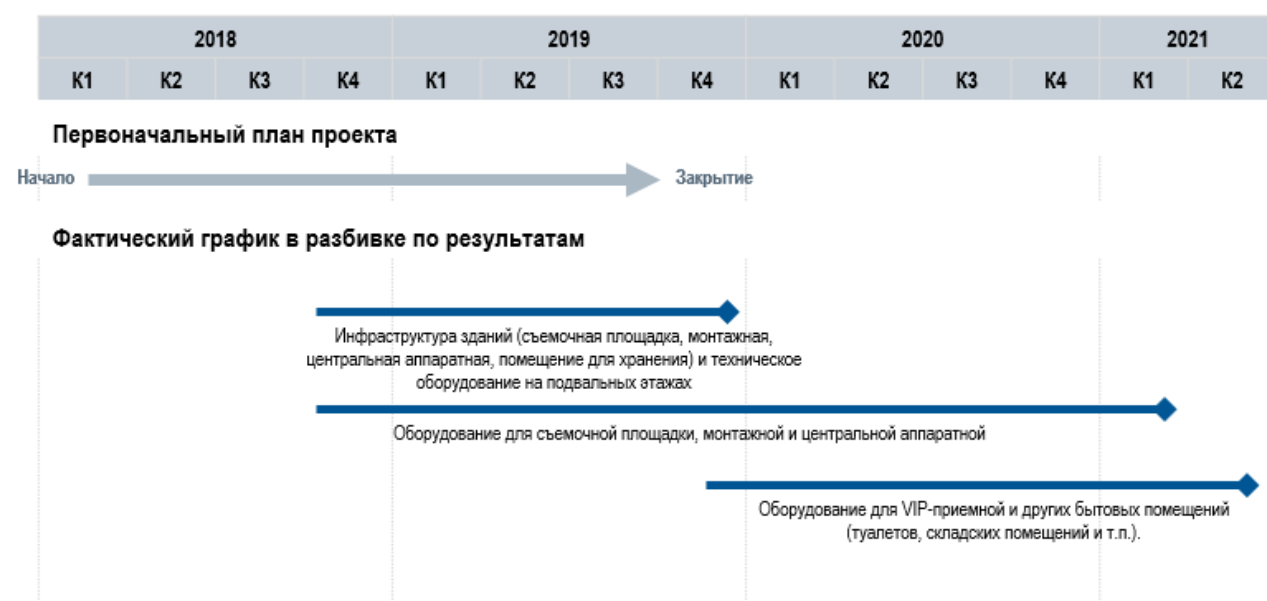 2018 2019 2020 2021
К1 К2 К3 К4 К1 К2 К3 К4 К1 К2 К3 К4 К1 К2
Первоначальный план проекта
Начало Закрытие
Фактический график в разбивке по результатам
Инфраструктура зданий (съемочная площадка, монтажная,
центральная аппаратная, помещение для хранения) и техническое
оборудование на подвальных этажах
Оборудование для съемочной площадки, монтажной и центральной аппаратной
Оборудование для VIP-приемной и других бытовых помещений
(туалетов, складских помещений и т.п.).